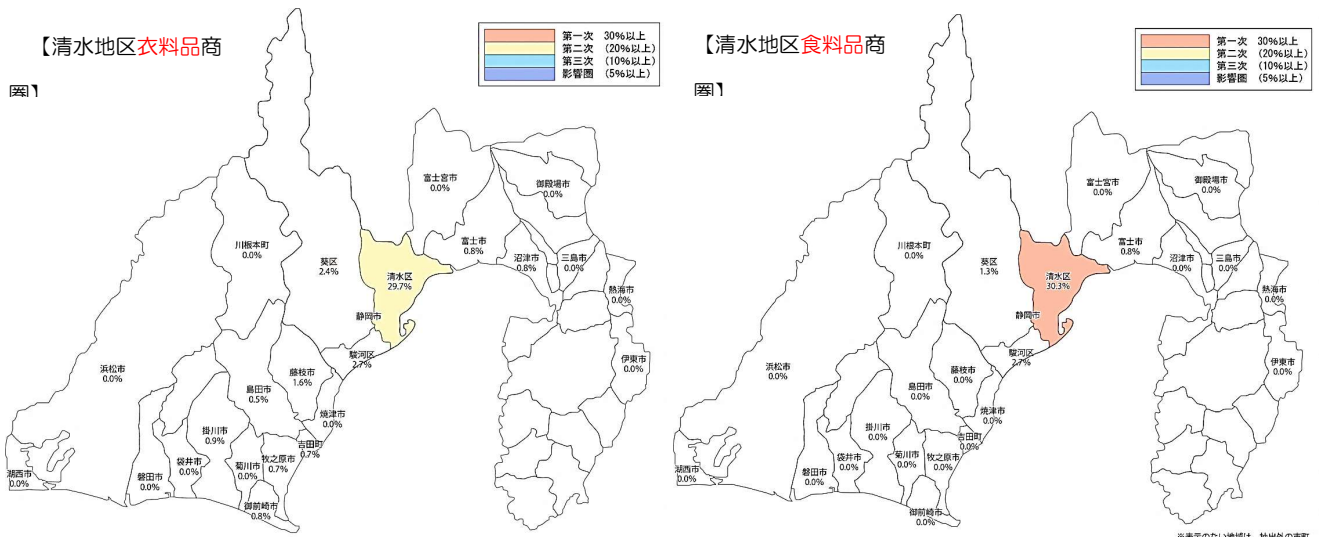 【清水地区衣料品商
圏】
第一次 30%以上
第二次 (20%以上)
第三次 (10%以上)
影響圏 (5%以上)
富士宮市
0.0%
御殿場市
0.0%
川根本町
0.0%
葵区
2.4%
清水区
29.7%
富士市
0.8%
沼津市
0.8%
三島市
0.0%
熱海市
0.0%
静岡市
駿河区
2.7%
伊東市
0.0%
浜松市
0.0%
藤枝市
1.6%
島田市
0.5%
焼津市
0.0%
掛川市
0.9%
吉田町
0.7%
袋井市
0.0%
菊川市
0.0%
牧之原市
0.7%
湖西市
0.0%
磐田市
0.0%
御前崎市
0.8%
【清水地区食料品商
圏】
第一次 30%以上
第二次 (20%以上)
第三次 (10%以上)
影響圏 (5%以上)
富士宮市
0.0%
御殿場市
0.0%
川根本町
0.0%
葵区
1.3%
清水区
30.3%
富士市
0.8%
沼津市
0.0%
三島市
0.0%
熱海市
0.0%
静岡市
駿河区
2.7%
伊東市
0.0%
浜松市
0.0%
藤枝市
0.0%
島田市
0.0%
焼津市
0.0%
掛川市
0.0%
吉田町
0.0%
袋井市
0.0%
菊川市
0.0%
牧之原市
0.0%
湖西市
0.0%
磐田市
0.0%
御前崎市
0.0%